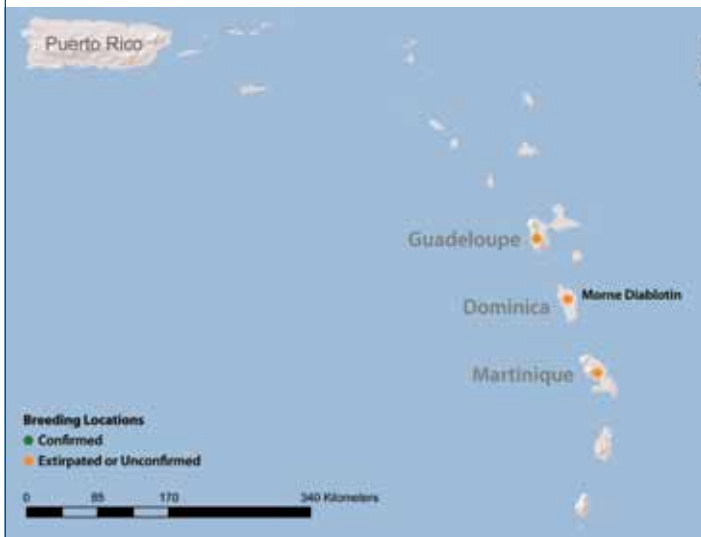 Puerto Rico
Guadeloupe
Morne Diablotin
Dominica
Martinique
Breeding Locations
Confirmed
Extirpated or Unconfirmed
0 85 170 340 Kilometers